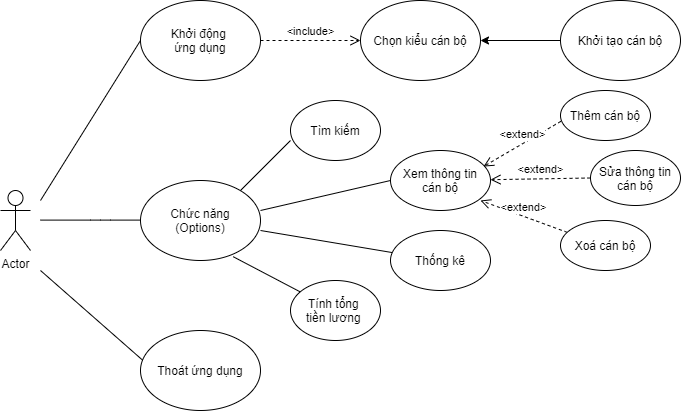 Khởi động
ứng dụng
<include>
Chọn kiểu cán bộ
Khởi tạo cán bộ
Tìm kiếm
Thêm cán bộ
<extend>
Xem thông tin
cán bộ
<extend>
Sửa thông tin
cán bộ
Chức năng
(Options)
<extend>
Xoá cán bộ
Actor
Thống kê
Tính tổng
tiền lương
Thoát ứng dụng